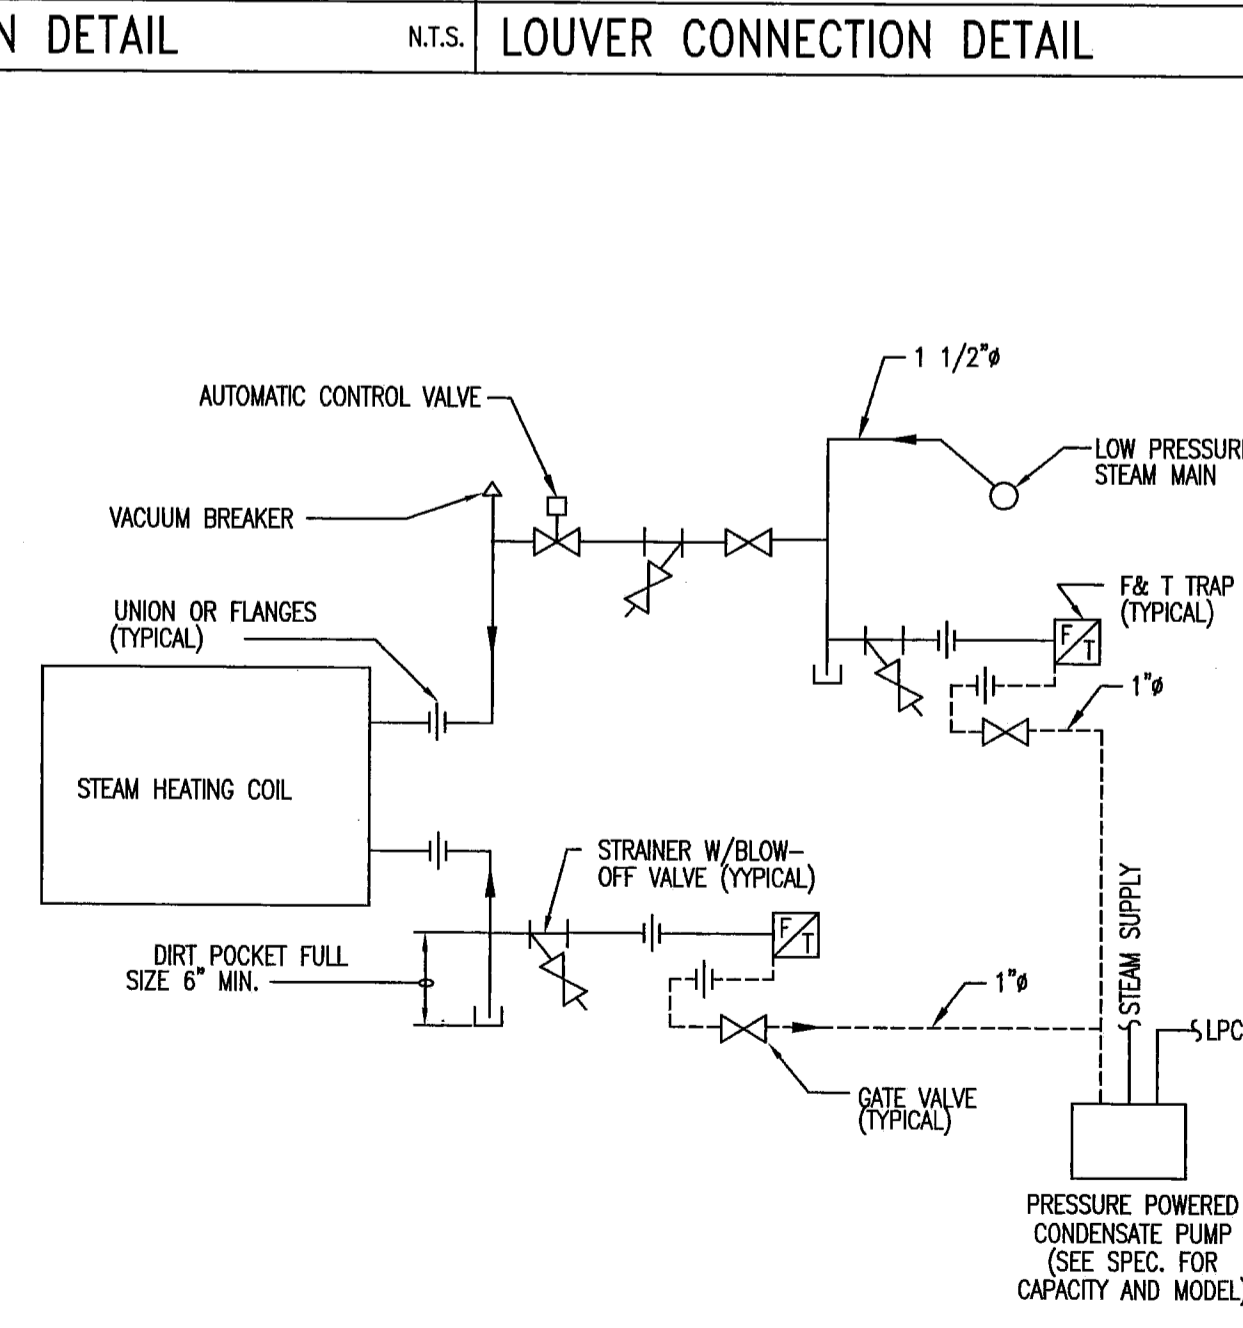 N DETAIL
N.T.S.
LOUVER CONNECTION DETAIL
1 1/2"ø
AUTOMATIC CONTROL VALVE
LOW PRESSURE
STEAM MAIN
VACUUM BREAKER
F& T TRAP
(TYPICAL)
UNION OR FLANGES
(TYPICAL)
F
T
1"ø
STEAM HEATING COIL
STRAINER W/BLOW-
OFF VALVE (YYPICAL)
F
T
STEAM SUPPLY
DIRT POCKET FULL
SIZE 6" MIN.
1"ø
LPC
GATE VALVE
(TYPICAL)
PRESSURE POWERED
CONDENSATE PUMP
(SEE SPEC. FOR
CAPACITY AND MODEL)